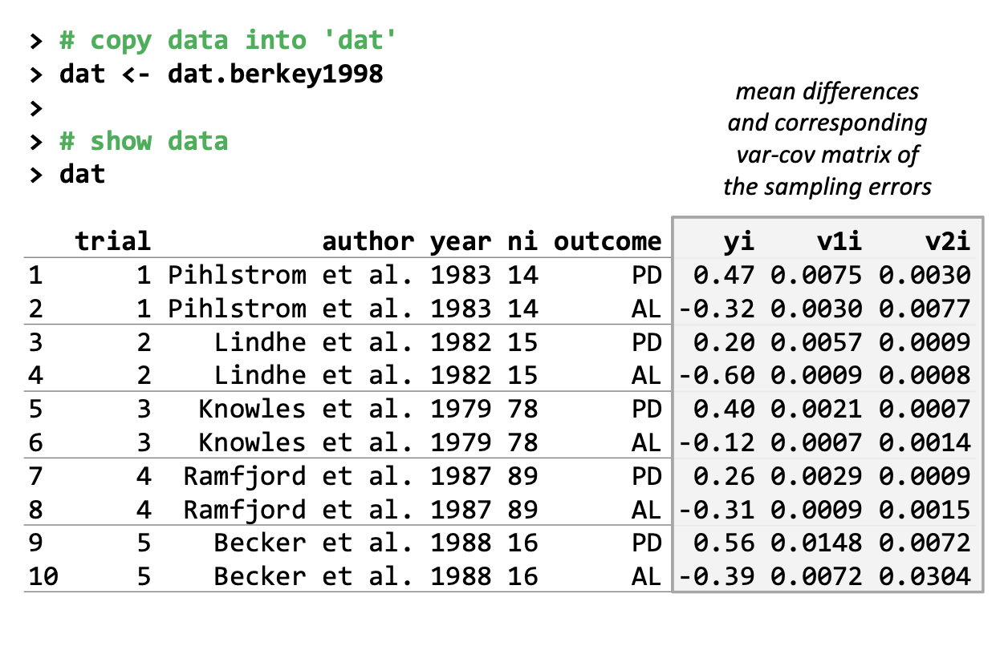 > # copy data into 'dat'
> dat <- dat.berkey1998
>
> # show data
> dat
mean differences
and corresponding
var-cov matrix of
the sampling errors
trial author year ni outcome yi v1i v2i
1 1 Pihlstrom et al. 1983 14 PD 0.47 0.0075 0.0030
2 1 Pihlstrom et al. 1983 14 AL -0.32 0.0030 0.0077
3 2 Lindhe et al. 1982 15 PD 0.20 0.0057 0.0009
4 2 Lindhe et al. 1982 15 AL -0.60 0.0009 0.0008
5 3 Knowles et al. 1979 78 PD 0.40 0.0021 0.0007
6 3 Knowles et al. 1979 78 AL -0.12 0.0007 0.0014
7 4 Ramfjord et al. 1987 89 PD 0.26 0.0029 0.0009
8 4 Ramfjord et al. 1987 89 AL -0.31 0.0009 0.0015
9 5 Becker et al. 1988 16 PD 0.56 0.0148 0.0072
10 5 Becker et al. 1988 16 AL -0.39 0.0072 0.0304